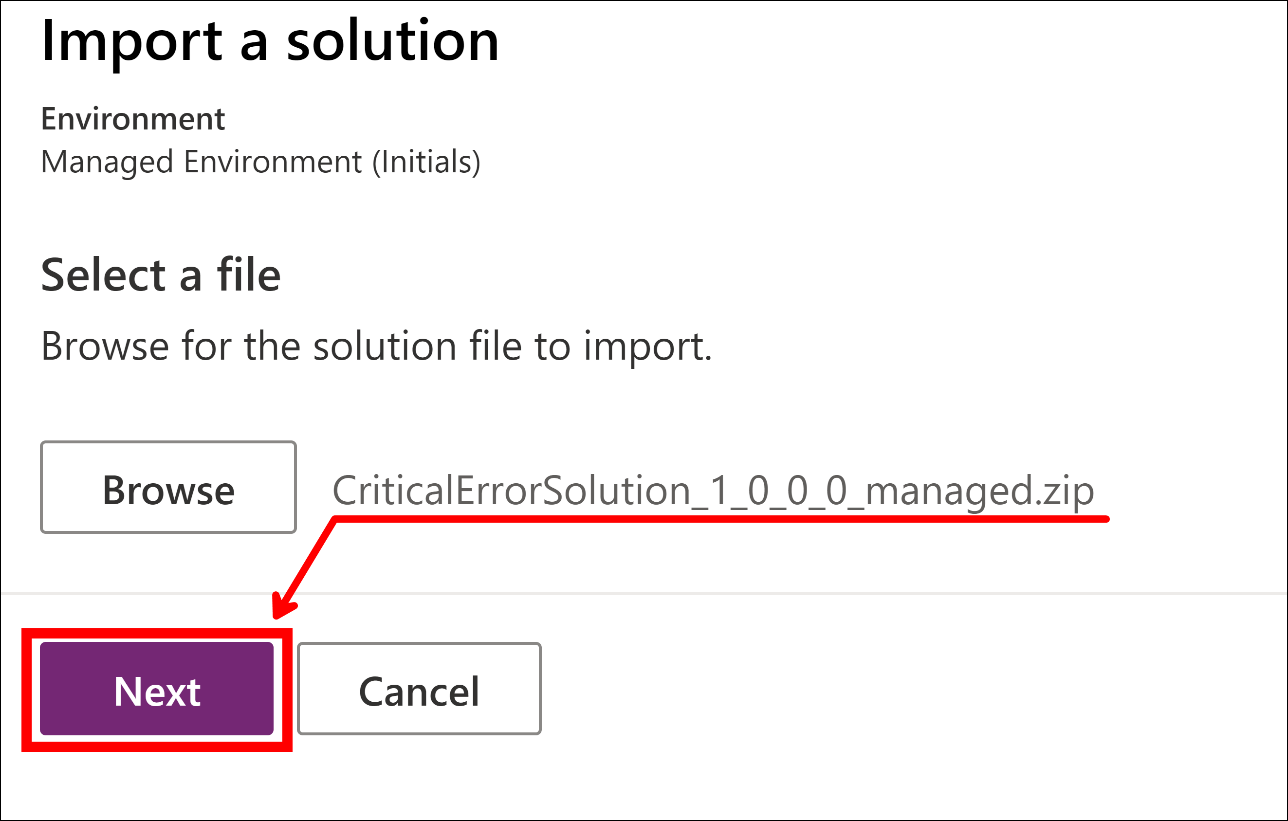 Import a solution
Environment
Managed Environment (Initials)
Select a file
Browse for the solution file to import.
Browse CriticalErrorSolution_1_0_0_0_managed.zip
Next Cancel